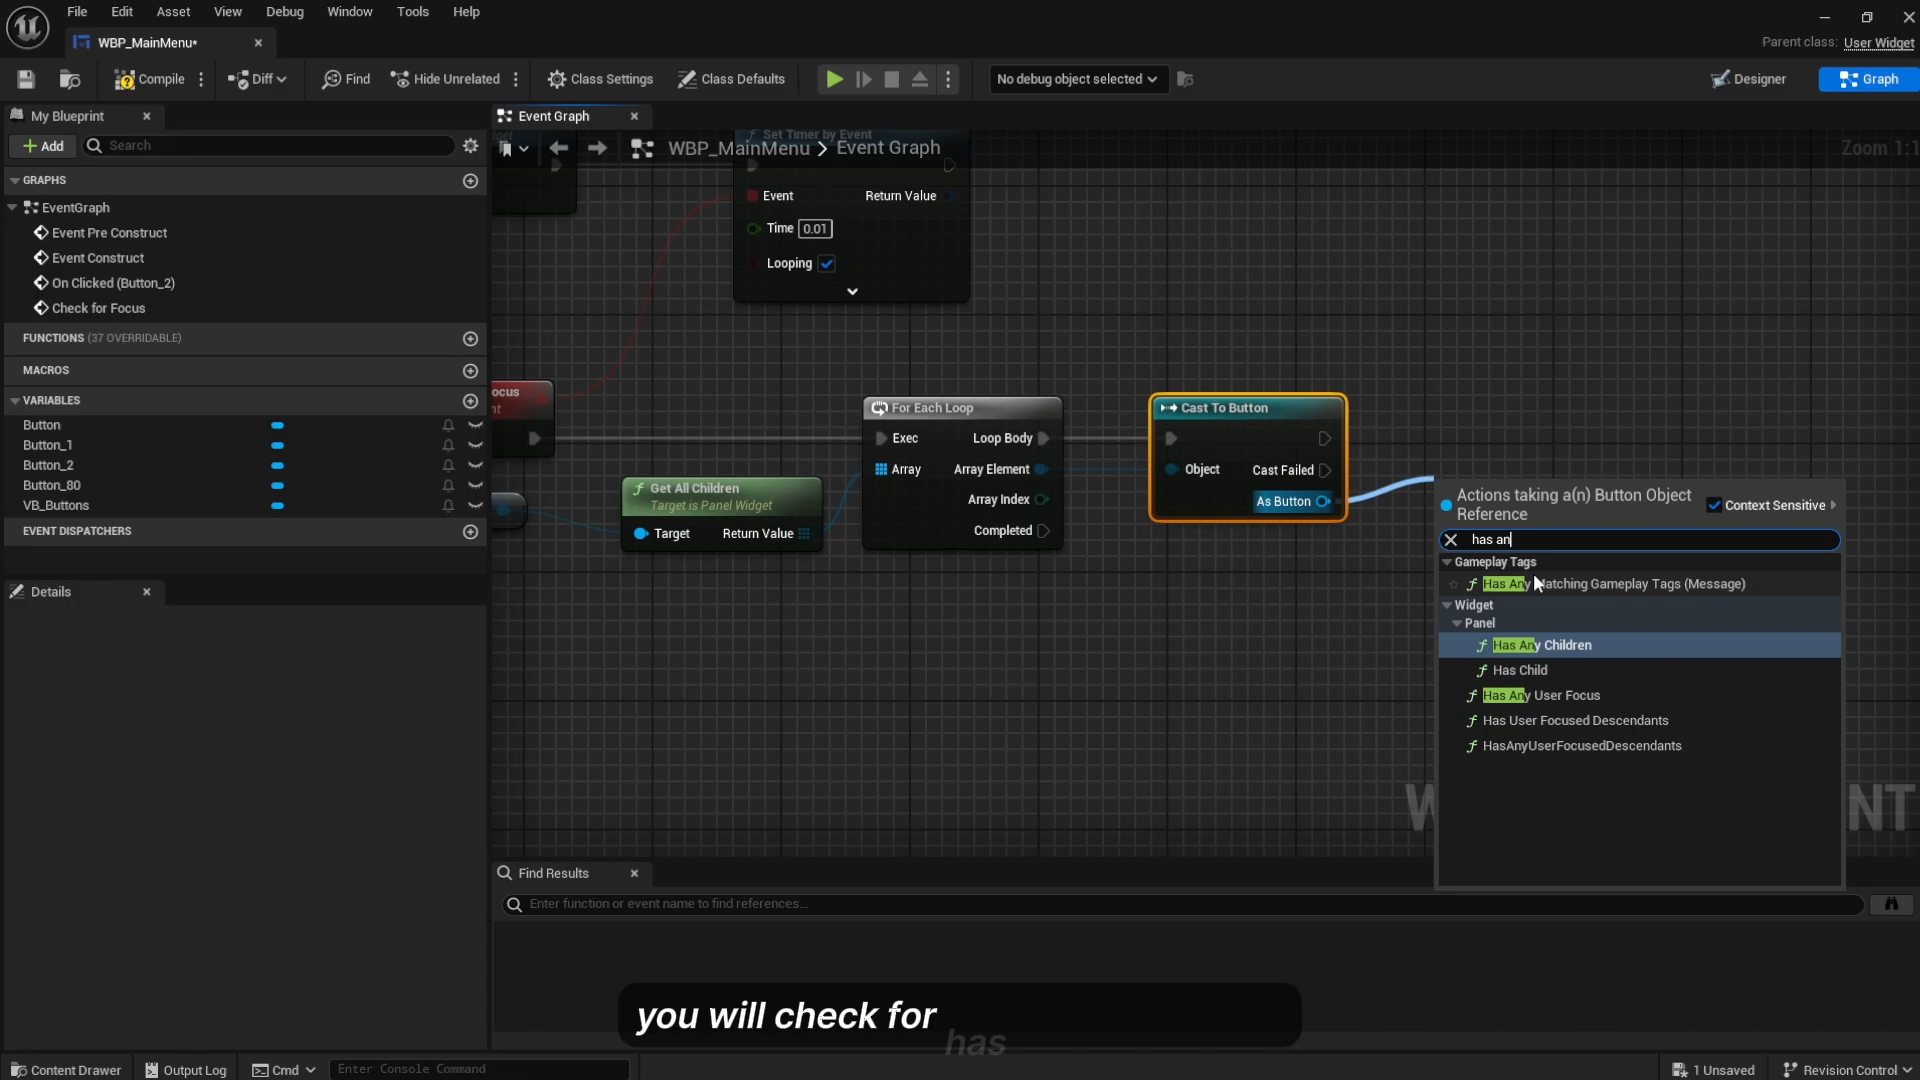 File Edit Asset View Debug Window Tools Help
WBP_MainMenu*
Parent class: User Widget
Compile Diff Find Hide Unrelated Class Settings Class Defaults No debug object selected Designer Graph
My Blueprint
Event Graph
Add Search
WBP_MainMenu > Event Graph
Zoom 1:1
GRAPHS
EventGraph
Event Pre Construct
Event Construct
On Clicked (Button_2)
Check for Focus
FUNCTIONS (37 OVERRIDABLE)
MACROS
VARIABLES
Button
Button_1
Button_2
Button_80
VB_Buttons
EVENT DISPATCHERS
Details
Set Timer by Event
Event Return Value
Time 0.01
Looping
ocus
nt
Get All Children
Target is Panel Widget
Target Return Value
For Each Loop
Exec Loop Body
Array Array Element
Array Index
Completed
Cast To Button
Object Cast Failed
As Button
Actions taking a(n) Button Object
Reference
Context Sensitive
has an
Gameplay Tags
Has Any Matching Gameplay Tags (Message)
Widget
Panel
Has Any Children
Has Child
Has Any User Focus
Has User Focused Descendants
HasAnyUserFocusedDescendants
W
NT
Find Results
Enter function or event name to find references...
you will check for
has
Content Drawer Output Log Cmd Enter Console Command 1 Unsaved Revision Control